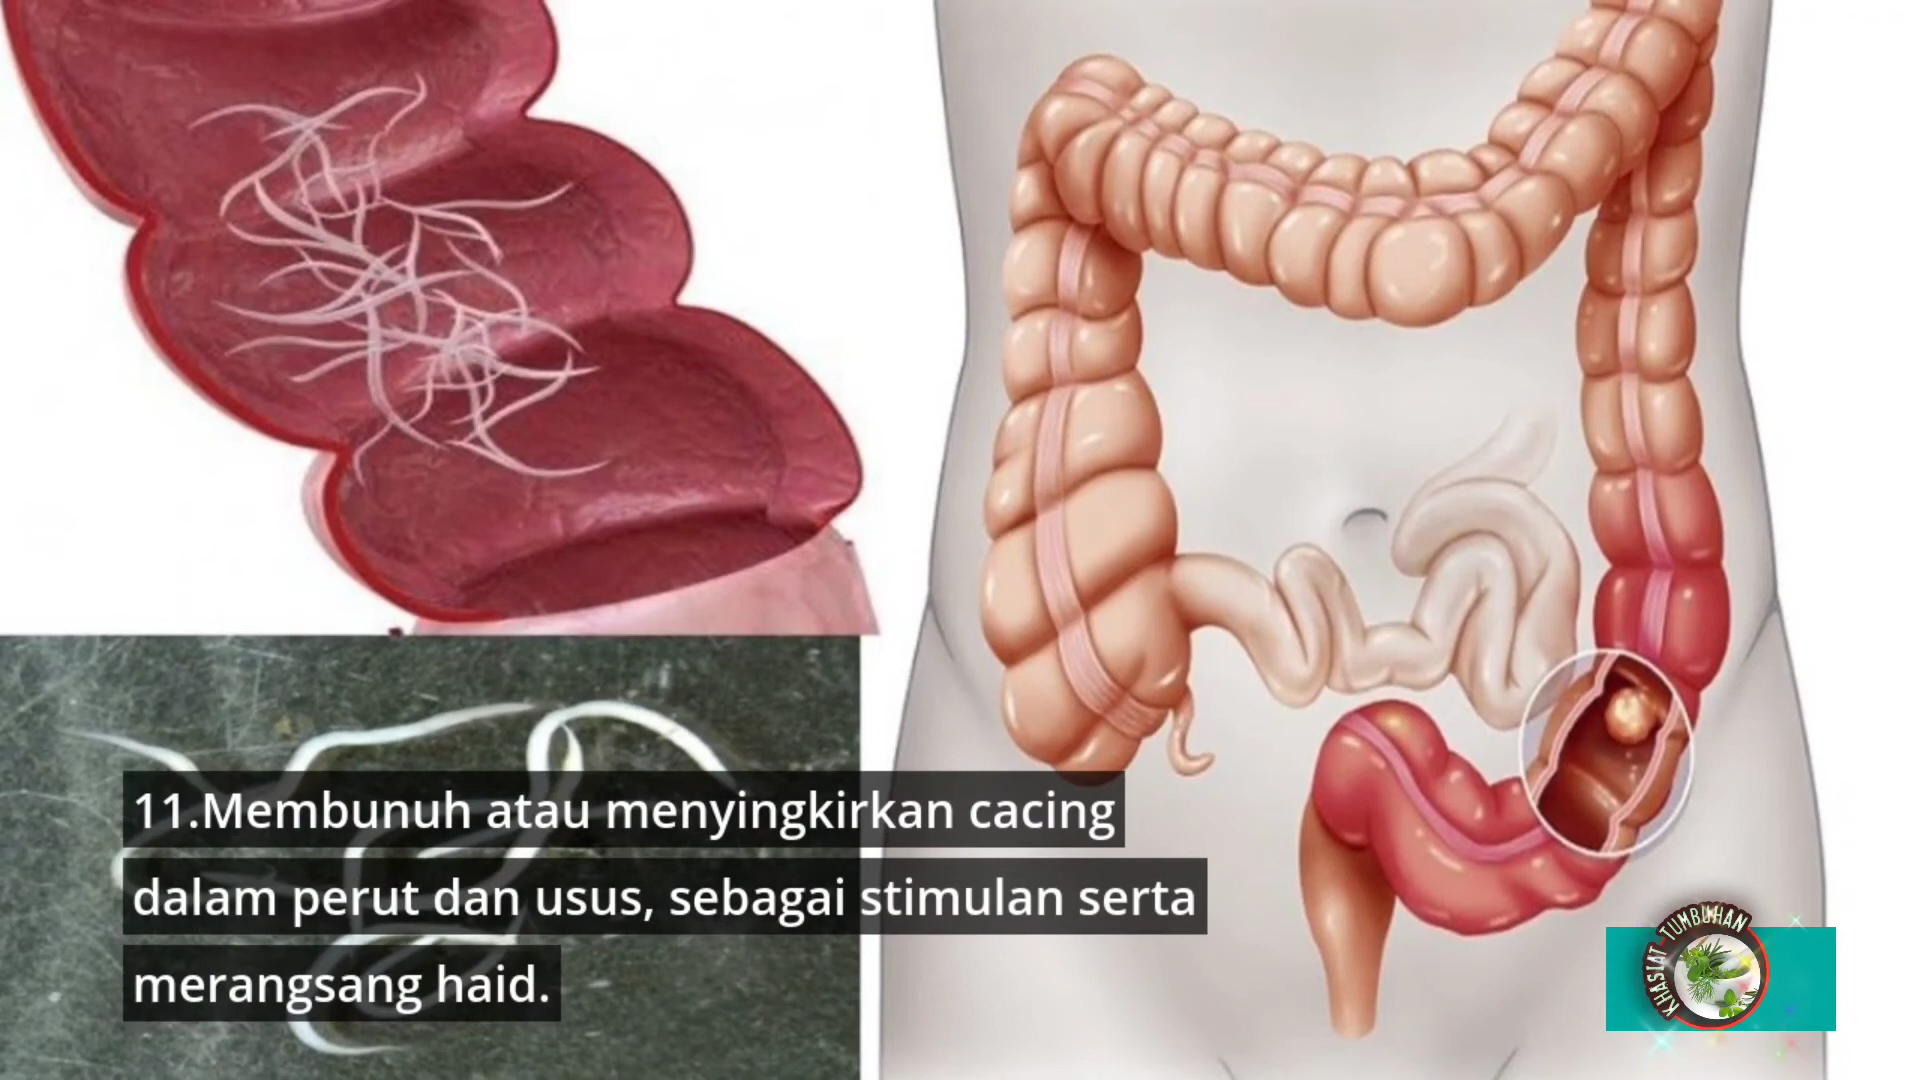 11.Membunuh atau menyingkirkan cacing
dalam perut dan usus, sebagai stimulan serta
merangsang haid.
KHASIAT TUMBUHAN